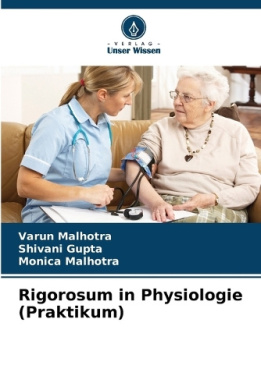 VERLAG
Unser Wissen
Varun Malhotra
Shivani Gupta
Monica Malhotra
Rigorosum in Physiologie
(Praktikum)